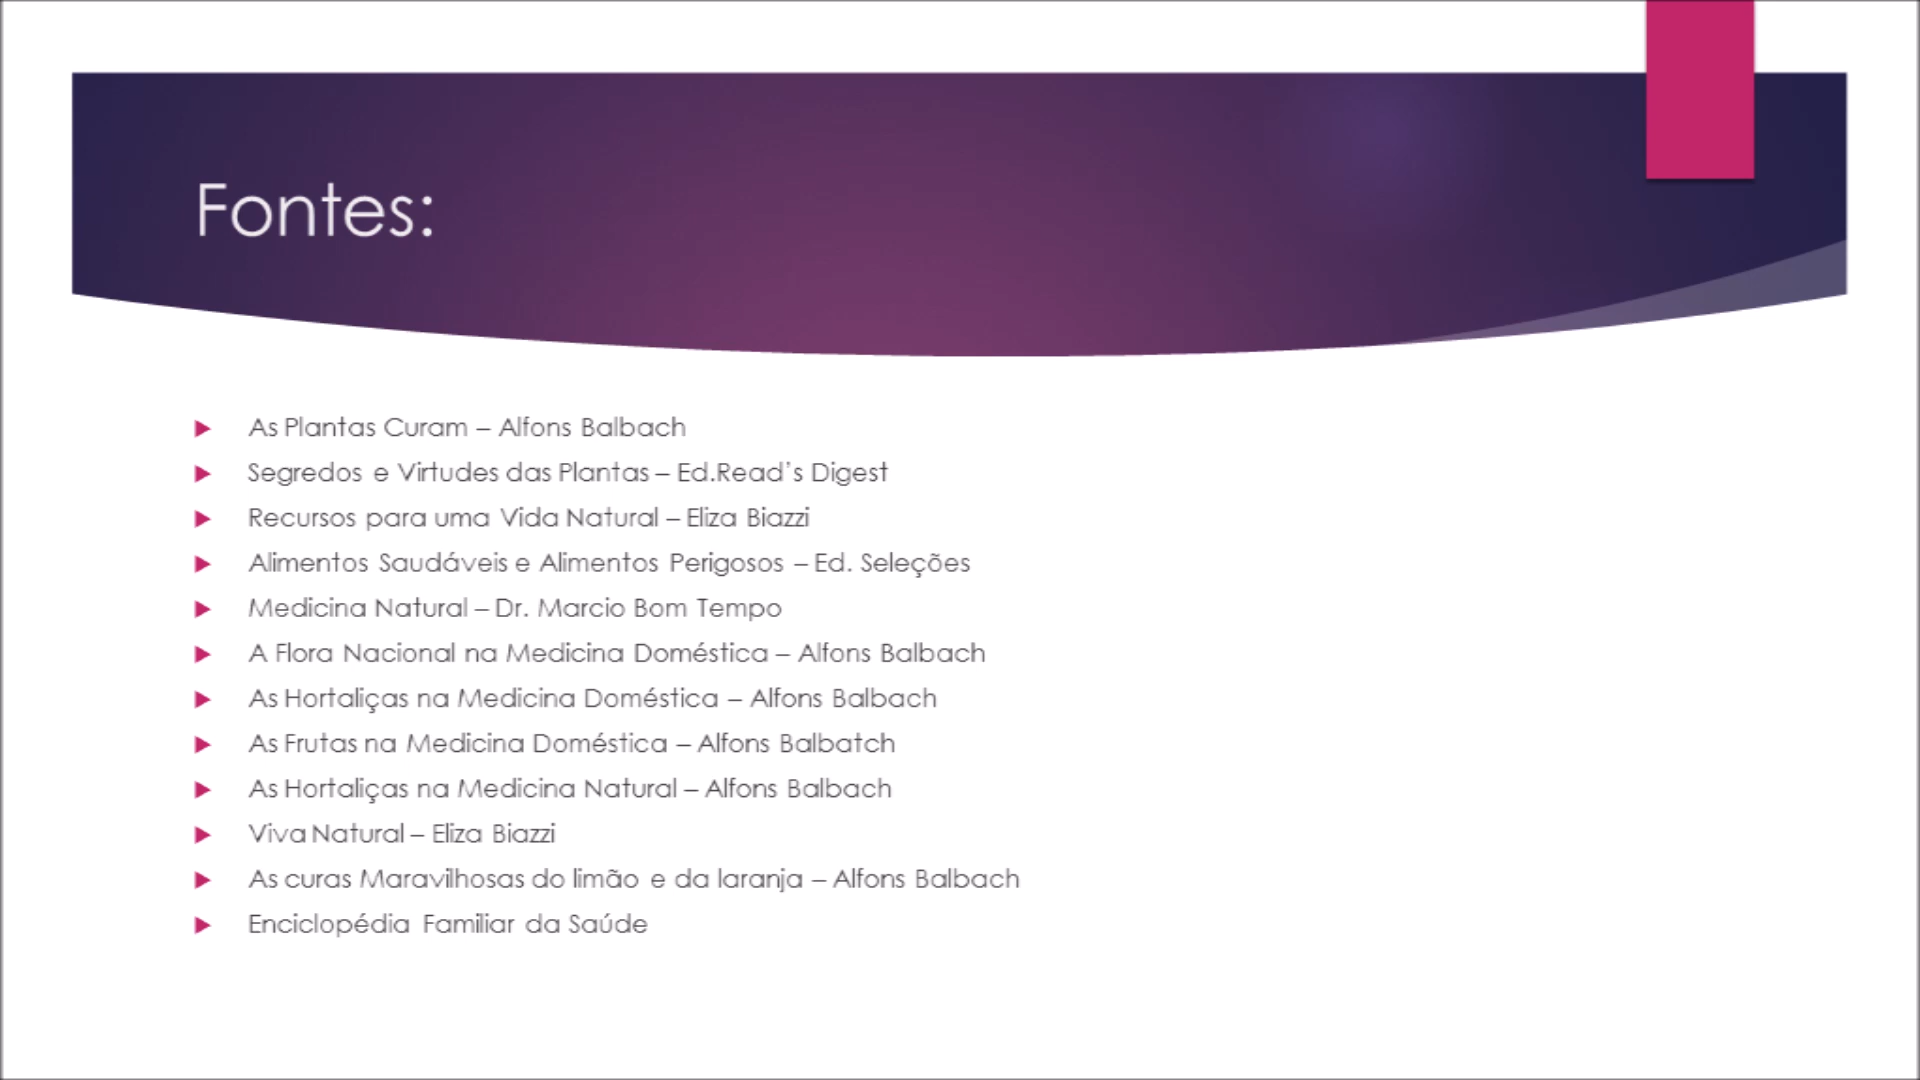 Fontes:
As Plantas Curam – Alfons Balbach
Segredos e Virtudes das Plantas – Ed.Read’s Digest
Recursos para uma Vida Natural – Eliza Biazzi
Alimentos Saudáveis e Alimentos Perigosos – Ed. Seleções
Medicina Natural – Dr. Marcio Bom Tempo
A Flora Nacional na Medicina Doméstica – Alfons Balbach
As Hortaliças na Medicina Doméstica – Alfons Balbach
As Frutas na Medicina Doméstica – Alfons Balbatch
As Hortaliças na Medicina Natural – Alfons Balbach
Viva Natural – Eliza Biazzi
As curas Maravilhosas do limão e da laranja – Alfons Balbach
Enciclopédia Familiar da Saúde